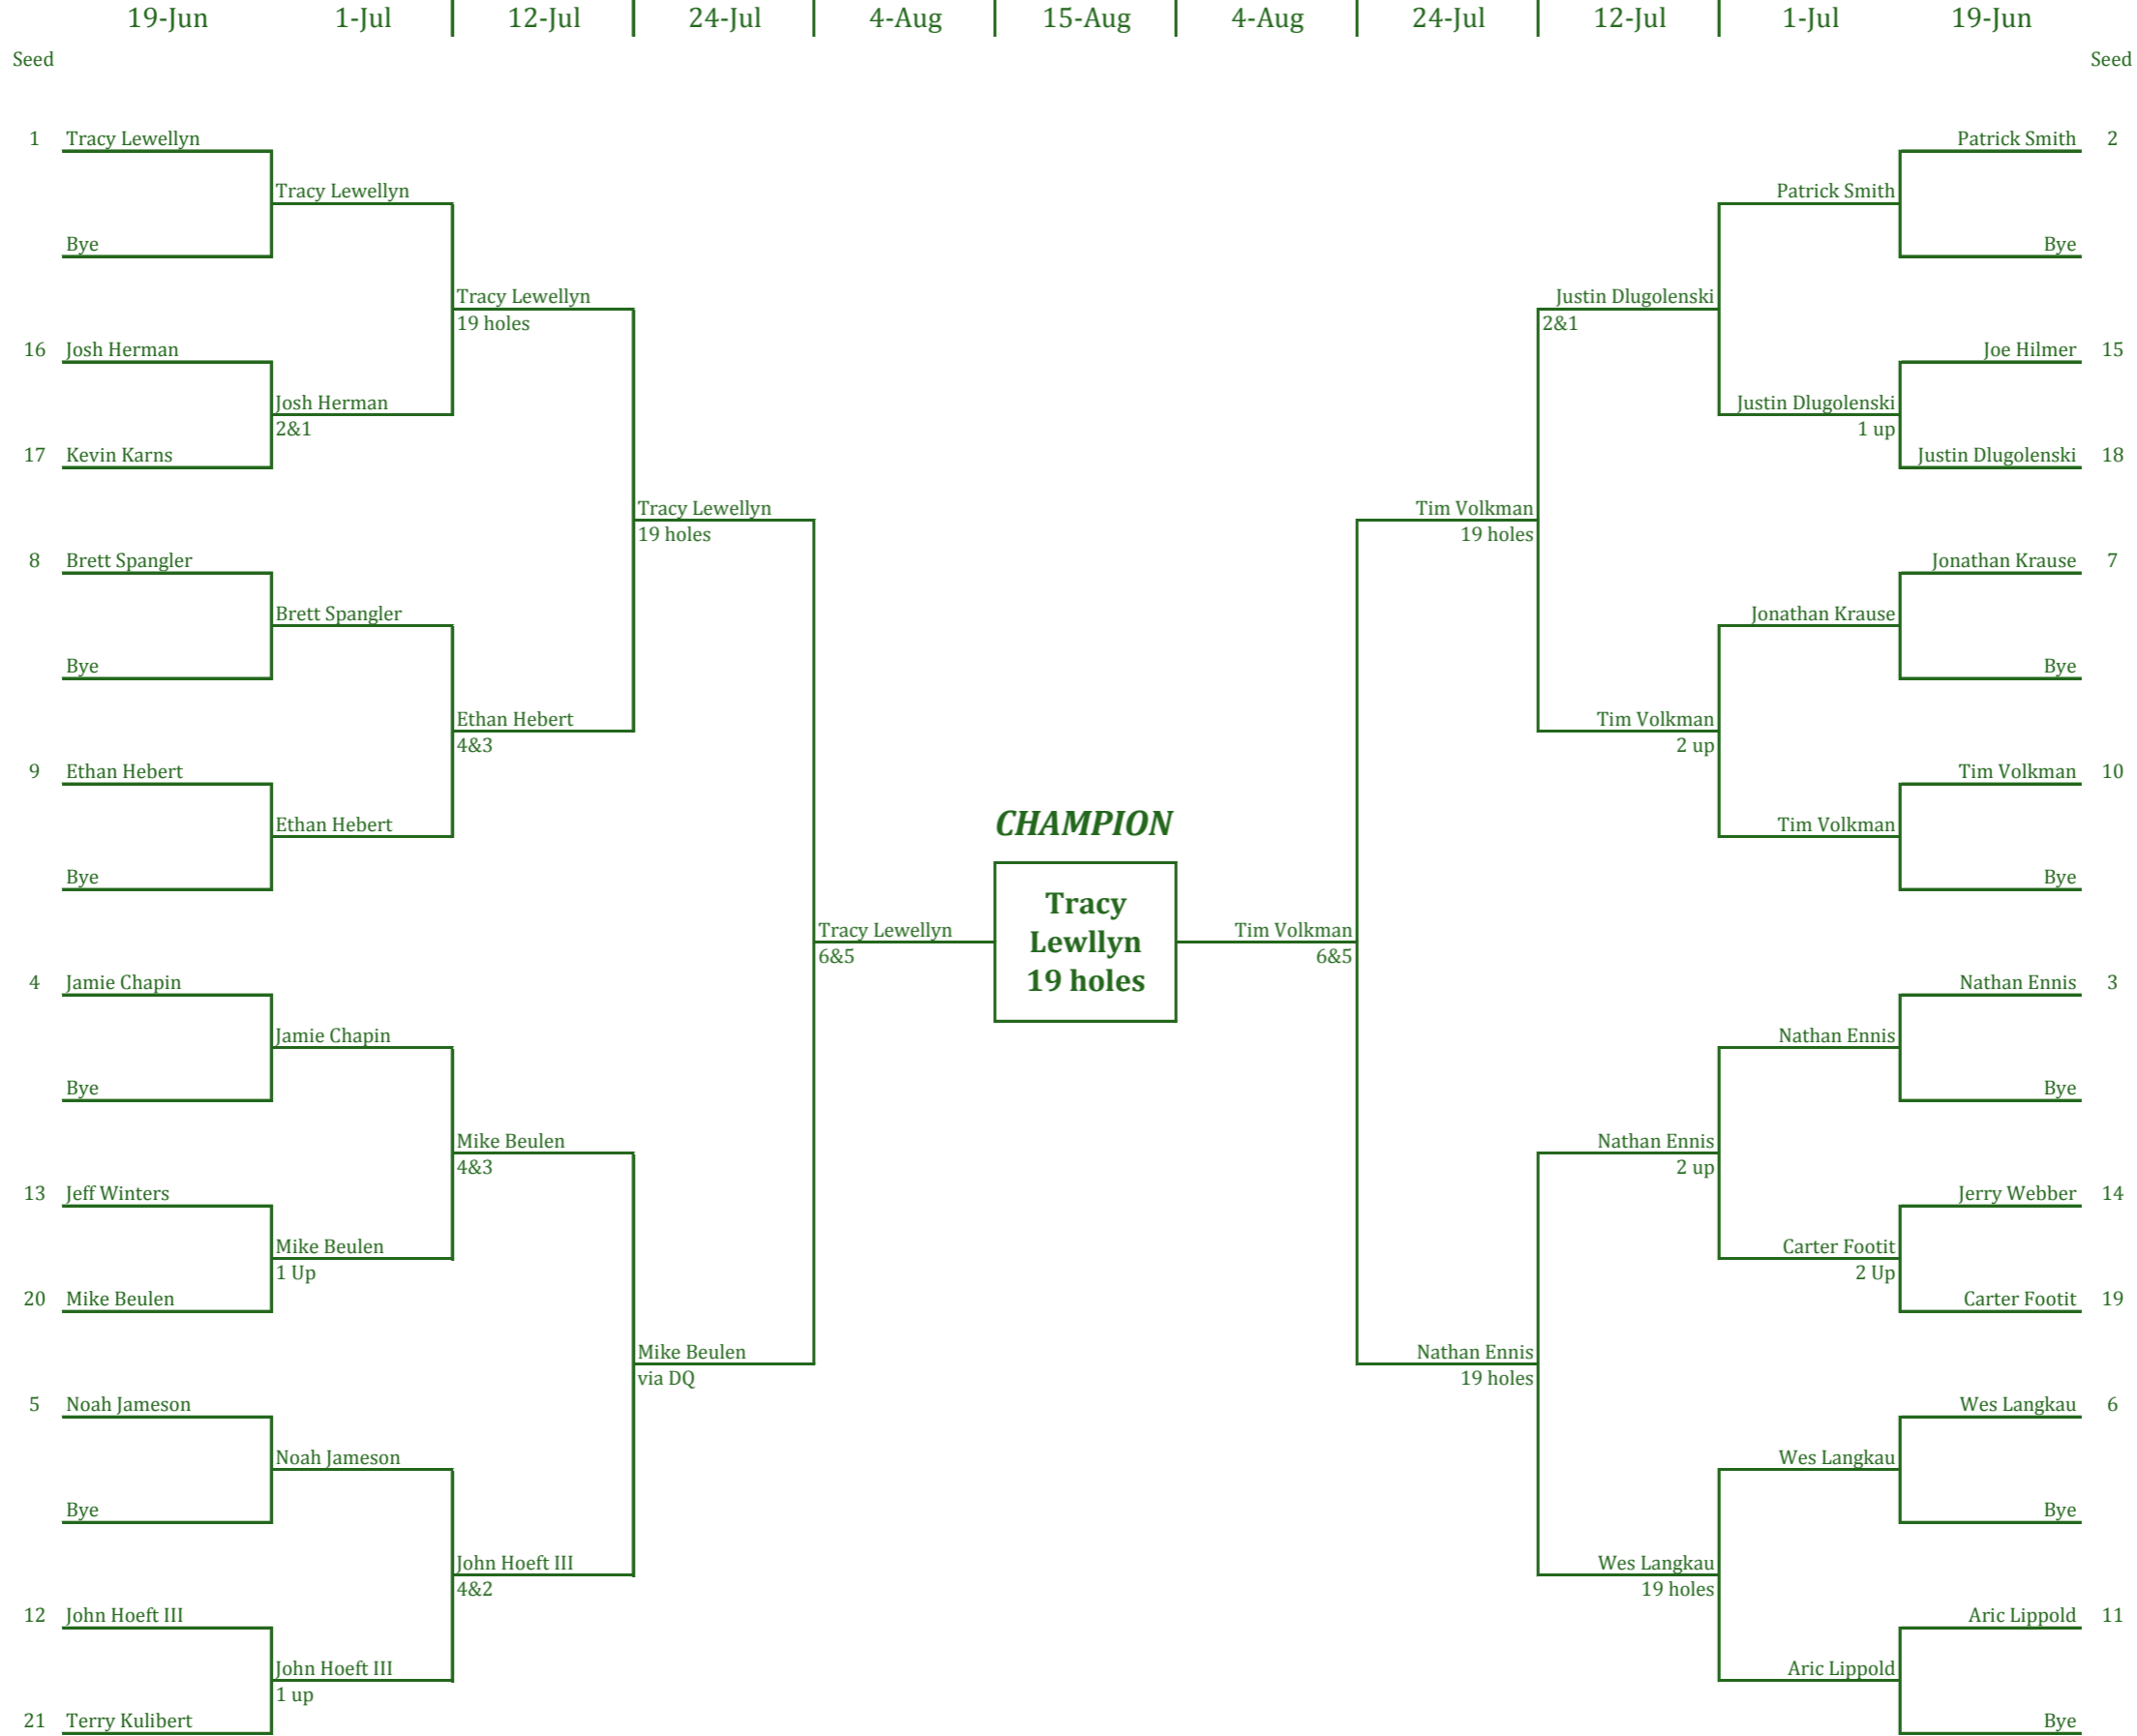 19-Jun 1-Jul 12-Jul 24-Jul 4-Aug 15-Aug 4-Aug 24-Jul 12-Jul 1-Jul 19-Jun
Seed Seed
1 Tracy Lewellyn Patrick Smith 2
Tracy Lewellyn Patrick Smith
Bye Bye
Tracy Lewellyn Justin Dlugolenski
19 holes 2&1
16 Josh Herman Joe Hilmer 15
Josh Herman Justin Dlugolenski
2&1 1 up
17 Kevin Karns Justin Dlugolenski 18
Tracy Lewellyn Tim Volkman
19 holes 19 holes
8 Brett Spangler Jonathan Krause 7
Brett Spangler Jonathan Krause
Bye Bye
Ethan Hebert Tim Volkman
4&3 2 up
9 Ethan Hebert Tim Volkman 10
Ethan Hebert CHAMPION Tim Volkman
Bye Bye
Tracy
Tracy Lewellyn Lewllyn Tim Volkman
6&5 6&5
19 holes
4 Jamie Chapin Nathan Ennis 3
Jamie Chapin Nathan Ennis
Bye Bye
Mike Beulen Nathan Ennis
4&3 2 up
13 Jeff Winters Jerry Webber 14
Mike Beulen Carter Footit
1 Up 2 Up
20 Mike Beulen Carter Footit 19
Mike Beulen Nathan Ennis
via DQ 19 holes
5 Noah Jameson Wes Langkau 6
Noah Jameson Wes Langkau
Bye Bye
John Hoeft III Wes Langkau
4&2 19 holes
12 John Hoeft III Aric Lippold 11
John Hoeft III Aric Lippold
1 up
21 Terry Kulibert Bye